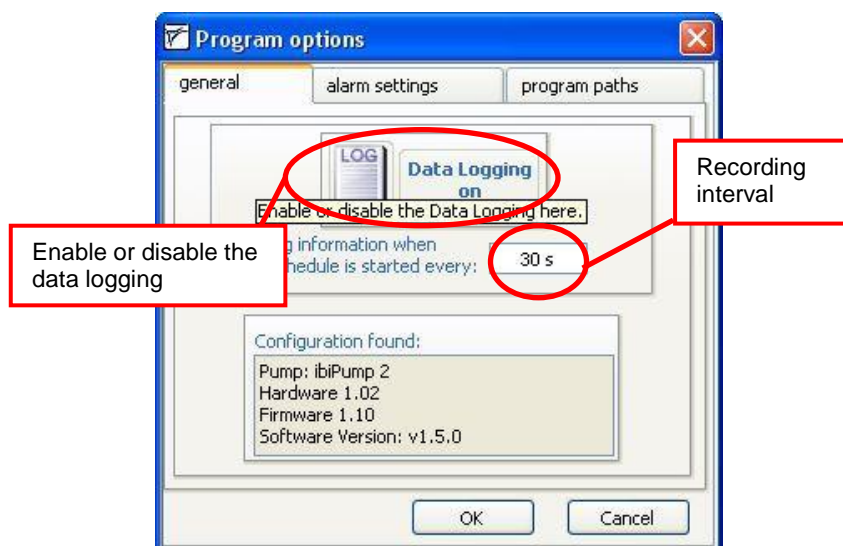 Program options
general
alarm settings
program paths
LOG
Data Logging
on
Enable or disable the Data Logging here.
Recording
interval
Enable or disable the
data logging
information when
schedule is started every:
30 s
Configuration found:
Pump: ibiPump 2
Hardware 1.02
Firmware 1.10
Software Version: v1.5.0
OK
Cancel